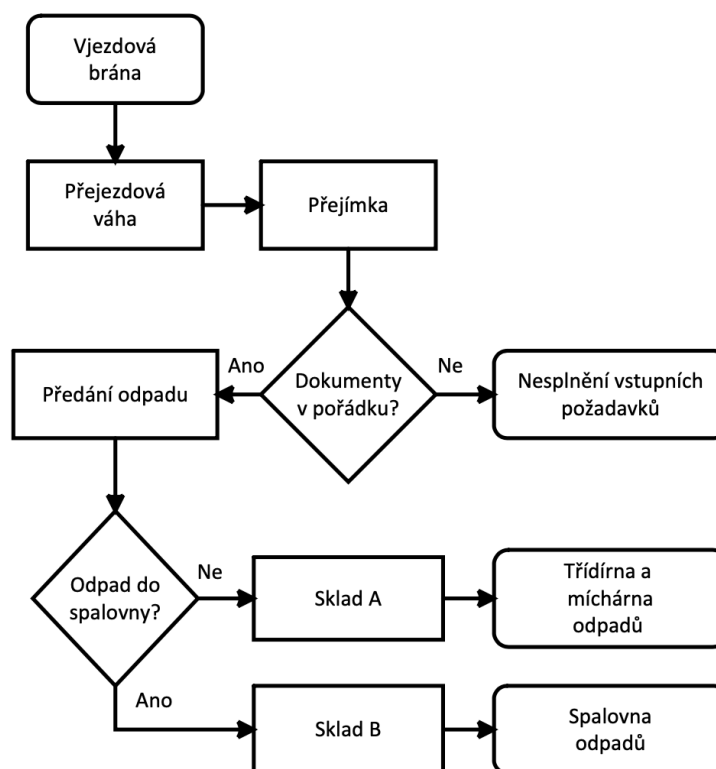 Vjezdová
brána
Přejezdová
váha
Přejímka
Ano
Ne
Předání odpadu
Dokumenty
v pořádku?
Nesplnění vstupních
požadavků
Odpad do
spalovny?
Ne
Sklad A
Třídírna a
míchárna
odpadů
Ano
Sklad B
Spalovna
odpadů